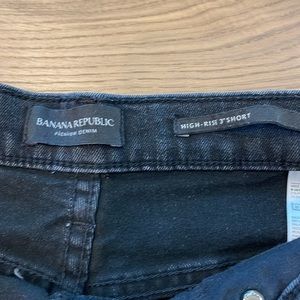 BANANA REPUBLIC
PREMIUM DENIM
HIGH-RISE 3" SHORT